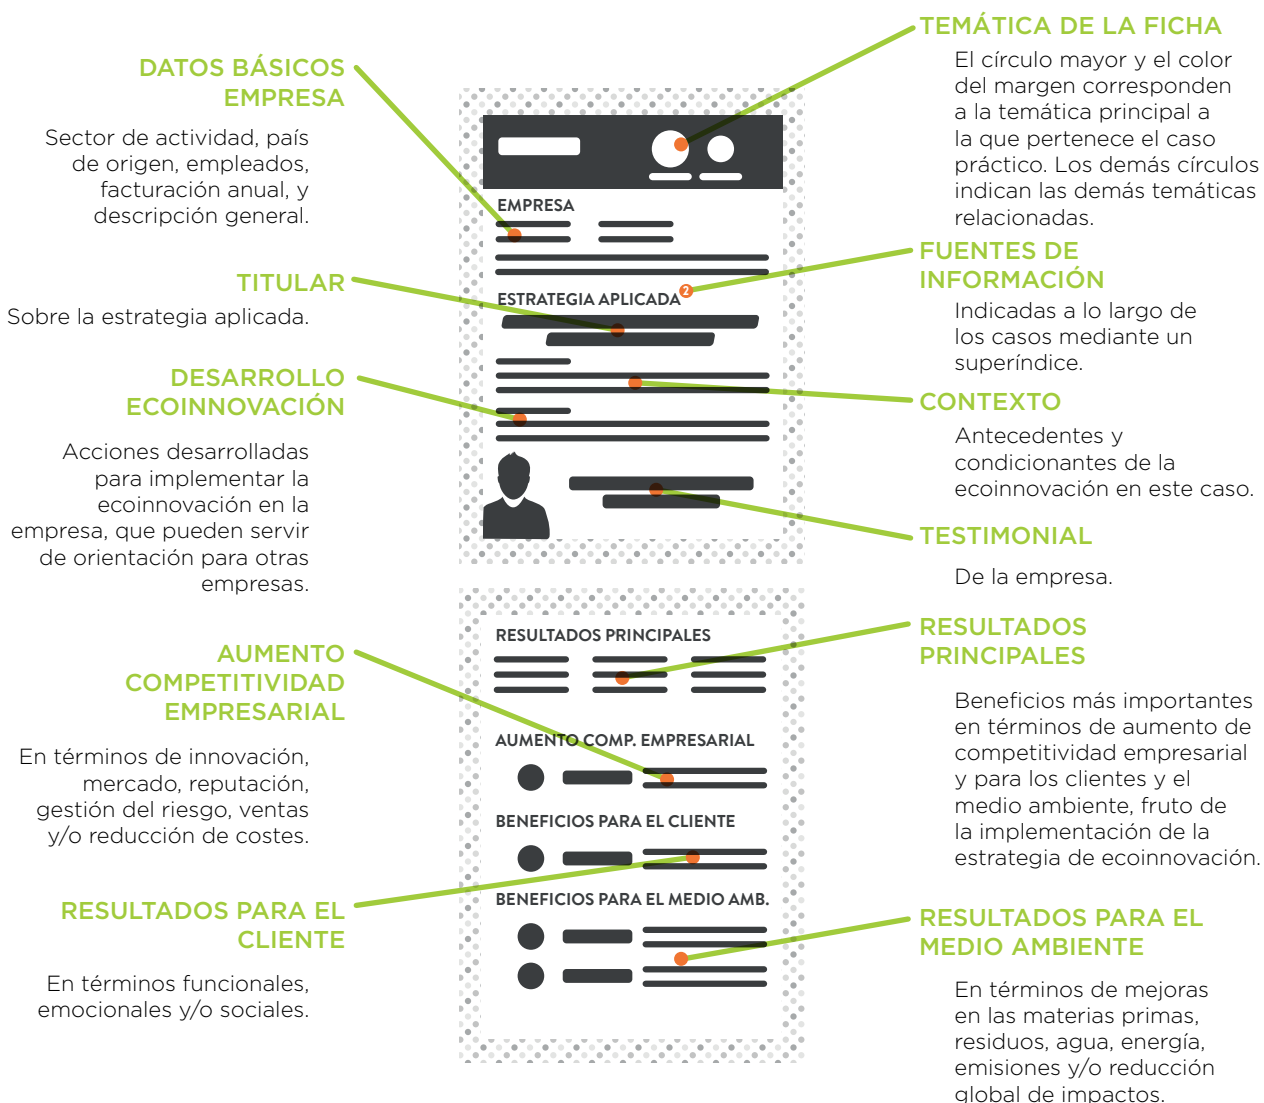 DATOS BÁSICOS
EMPRESA
Sector de actividad, país
de origen, empleados,
facturación anual, y
descripción general.
TITULAR
Sobre la estrategia aplicada.
DESARROLLO
ECOINNOVACIÓN
Acciones desarrolladas
para implementar la
ecoinnovación en la
empresa, que pueden servir
de orientación para otras
empresas.
AUMENTO
COMPETITIVIDAD
EMPRESARIAL
En términos de innovación,
mercado, reputación,
gestión del riesgo, ventas
y/o reducción de costes.
RESULTADOS PARA EL
CLIENTE
En términos funcionales,
emocionales y/o sociales.
EMPRESA
ESTRATEGIA APLICADA 2
RESULTADOS PRINCIPALES
AUMENTO COMP. EMPRESARIAL
BENEFICIOS PARA EL CLIENTE
BENEFICIOS PARA EL MEDIO AMB.
TEMÁTICA DE LA FICHA
El círculo mayor y el color
del margen corresponden
a la temática principal a
la que pertenece el caso
práctico. Los demás círculos
indican las demás temáticas
relacionadas.
FUENTES DE
INFORMACIÓN
Indicadas a lo largo de
los casos mediante un
superíndice.
CONTEXTO
Antecedentes y
condicionantes de la
ecoinnovación en este caso.
TESTIMONIAL
De la empresa.
RESULTADOS
PRINCIPALES
Beneficios más importantes
en términos de aumento de
competitividad empresarial
y para los clientes y el
medio ambiente, fruto de
la implementación de la
estrategia de ecoinnovación.
RESULTADOS PARA EL
MEDIO AMBIENTE
En términos de mejoras
en las materias primas,
residuos, agua, energía,
emisiones y/o reducción
global de impactos.